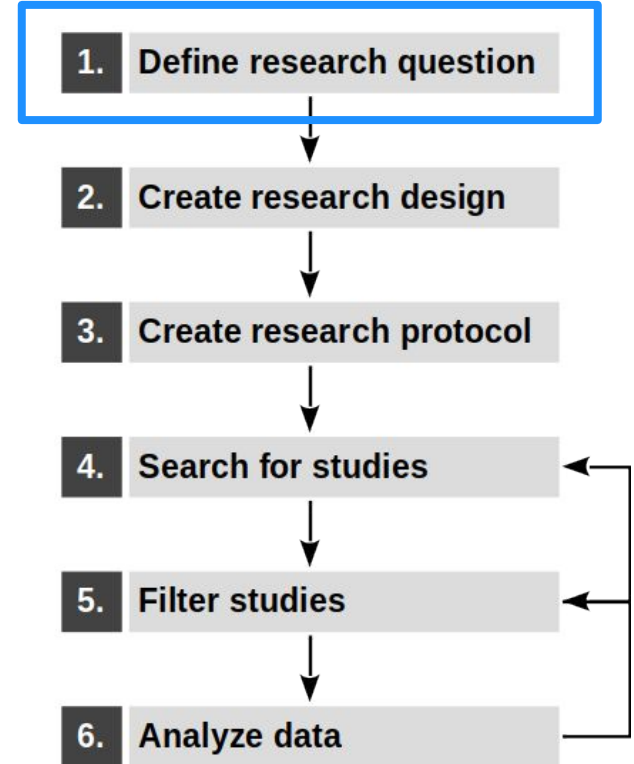 1. Define research question
2. Create research design
3. Create research protocol
4. Search for studies
5. Filter studies
6. Analyze data